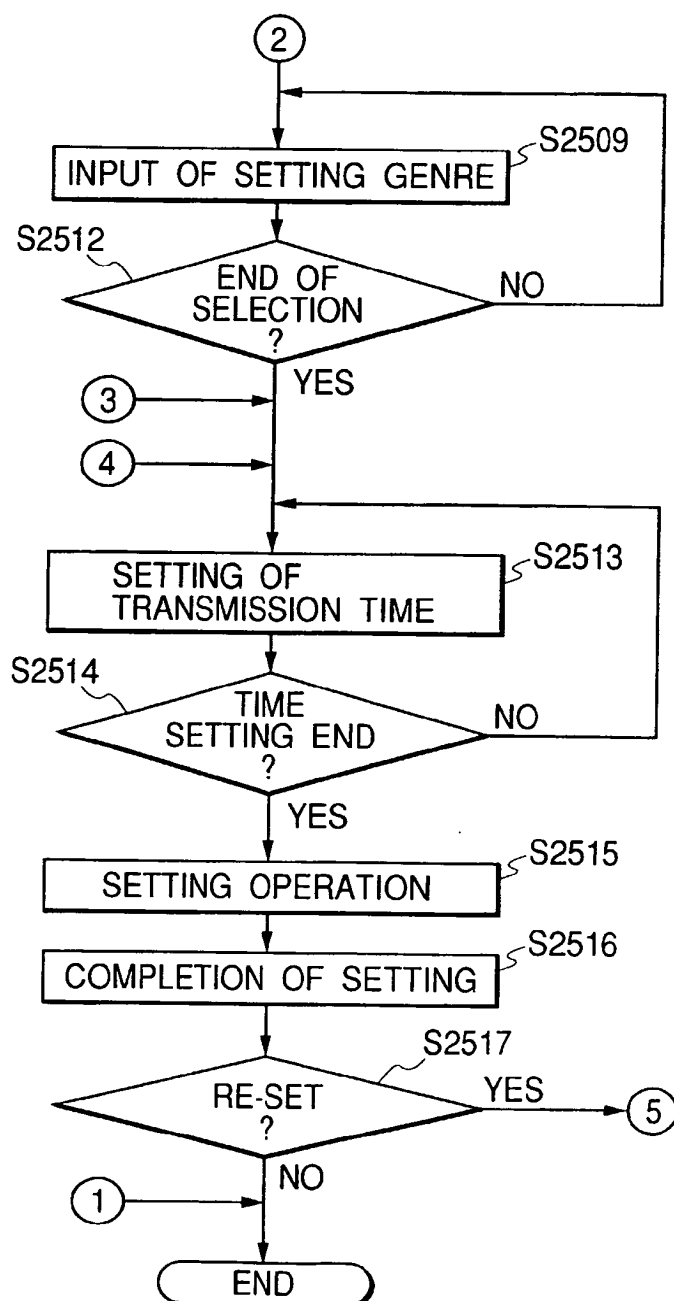 2
S2509
INPUT OF SETTING GENRE
S2512
END OF
SELECTION
?
NO
YES
3
4
S2513
SETTING OF
TRANSMISSION TIME
S2514
TIME
SETTING END
?
NO
YES
S2515
SETTING OPERATION
S2516
COMPLETION OF SETTING
S2517
RE-SET
?
YES
5
NO
1
END